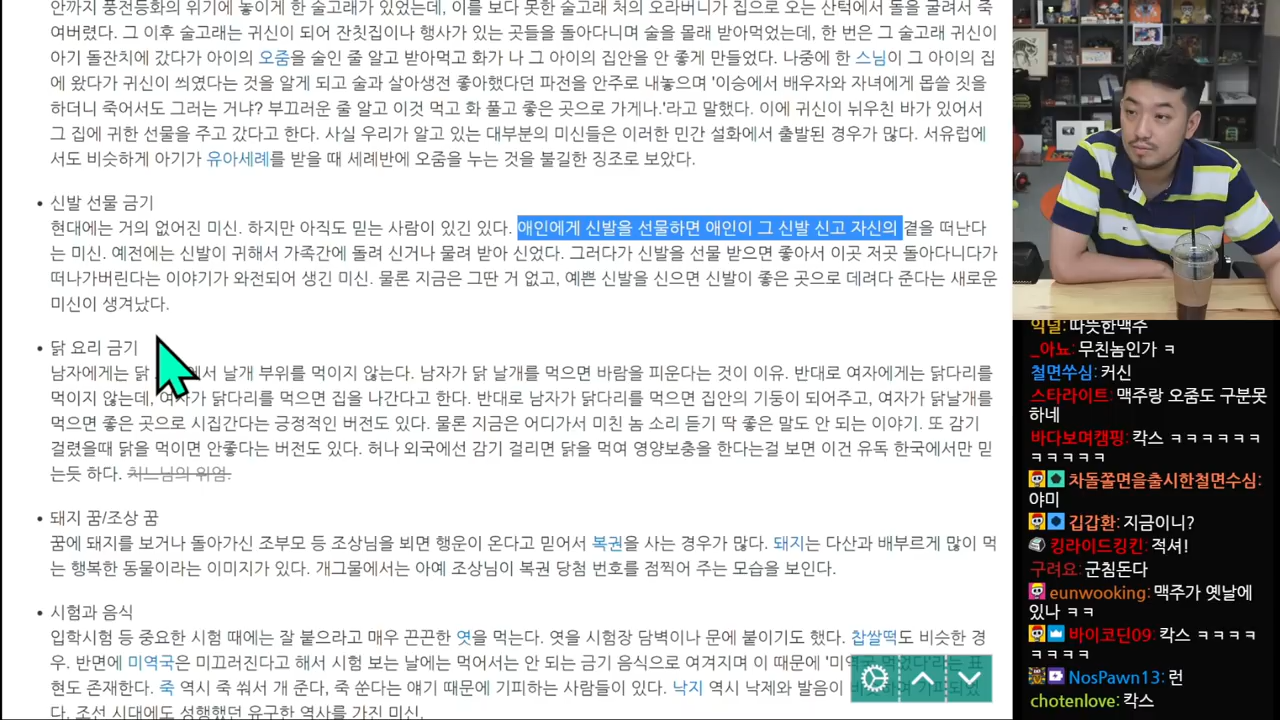 안까지 풍전등화의 위기에 놓이게 한 술고래가 있었는데, 이를 보다 못한 술고래 처의 오라버니가 집으로 오는 산턱에서 돌을 굴려서 죽
여버렸다. 그 이후 술고래는 귀신이 되어 잔칫집이나 행사가 있는 곳들을 돌아다니며 술을 몰래 받아먹었는데, 한 번은 그 술고래 귀신이
아기 돌잔치에 갔다가 아이의 오줌을 술인 줄 알고 받아먹고 화가 나 그 아이의 집안을 안 좋게 만들었다. 나중에 한 스님이 그 아이의 집
에 왔다가 귀신이 씌였다는 것을 알게 되고 술과 살아생전 좋아했다던 파전을 안주로 내놓으며 '이승에서 배우자와 자녀에게 몹쓸 짓을
하더니 죽어서도 그러는 거냐? 부끄러운 줄 알고 이것 먹고 화 풀고 좋은 곳으로 가게나.'라고 말했다. 이에 귀신이 뉘우친 바가 있어서
그 집에 귀한 선물을 주고 갔다고 한다. 사실 우리가 알고 있는 대부분의 미신들은 이러한 민간 설화에서 출발된 경우가 많다. 서유럽에
서도 비슷하게 아기가 유아세례를 받을 때 세례반에 오줌을 누는 것을 불길한 징조로 보았다.
• 신발 선물 금기
현대에는 거의 없어진 미신. 하지만 아직도 믿는 사람이 있긴 있다. 애인에게 신발을 선물하면 애인이 그 신발 신고 자신의 곁을 떠난다
는 미신. 예전에는 신발이 귀해서 가족간에 돌려 신거나 물려 받아 신었다. 그러다가 신발을 선물 받으면 좋아서 이곳 저곳 돌아다니다가
떠나가버린다는 이야기가 와전되어 생긴 미신. 물론 지금은 그딴 거 없고, 예쁜 신발을 신으면 신발이 좋은 곳으로 데려다 준다는 새로운
미신이 생겨났다.
• 닭 요리 금기
남자에게는 닭 에서 날개 부위를 먹이지 않는다. 남자가 닭 날개를 먹으면 바람을 피운다는 것이 이유. 반대로 여자에게는 닭다리를
먹이지 않는데, 여자가 닭다리를 먹으면 집을 나간다고 한다. 반대로 남자가 닭다리를 먹으면 집안의 기둥이 되어주고, 여자가 닭날개를
먹으면 좋은 곳으로 시집간다는 긍정적인 버전도 있다. 물론 지금은 어디가서 미친 놈 소리 듣기 딱 좋은 말도 안 되는 이야기. 또 감기
걸렸을때 닭을 먹이면 안좋다는 버전도 있다. 허나 외국에선 감기 걸리면 닭을 먹여 영양보충을 한다는걸 보면 이건 유독 한국에서만 믿
는듯 하다. 치느님의 위엄.
• 돼지 꿈/조상 꿈
꿈에 돼지를 보거나 돌아가신 조부모 등 조상님을 뵈면 행운이 온다고 믿어서 복권을 사는 경우가 많다. 돼지는 다산과 배부르게 많이 먹
는 행복한 동물이라는 이미지가 있다. 개그물에서는 아예 조상님이 복권 당첨 번호를 점찍어 주는 모습을 보인다.
• 시험과 음식
입학시험 등 중요한 시험 때에는 잘 붙으라고 매우 끈끈한 엿을 먹는다. 엿을 시험장 담벽이나 문에 붙이기도 했다. 찹쌀떡도 비슷한 경
우. 반면에 미역국은 미끄러진다고 해서 시험 보는 날에는 먹어서는 안 되는 금기 음식으로 여겨지며 이 때문에 '미역국 먹었다'라는 표
현도 존재한다. 죽 역시 죽 쒀서 개 준다, 죽 쑨다는 얘기 때문에 기피하는 사람들이 있다. 낙지 역시 낙제와 발음이 비슷하여 기피되었
다. 조선 시대에도 성행했던 유구한 역사를 가진 미신.
익널: 따뜻한맥주
_아뇨: 무친놈인가 ㅋ
철면쑤심: 커신
스타라이트: 맥주랑 오줌도 구분못
하네
바다보며캠핑: 칵스 ㅋㅋㅋㅋㅋㅋ
ㅋㅋㅋㅋㅋ
차돌쫄면을출시한철면수심:
야미
깁갑환: 지금이니?
킹라이드킹킨: 적셔!
구려요: 군침돈다
eunwooking: 맥주가 옛날에
있나 ㅋㅋ
바이코딘09: 칵스 ㅋㅋㅋㅋ
ㅋㅋㅋㅋ
NosPawn13: 런
chotenlove: 칵스